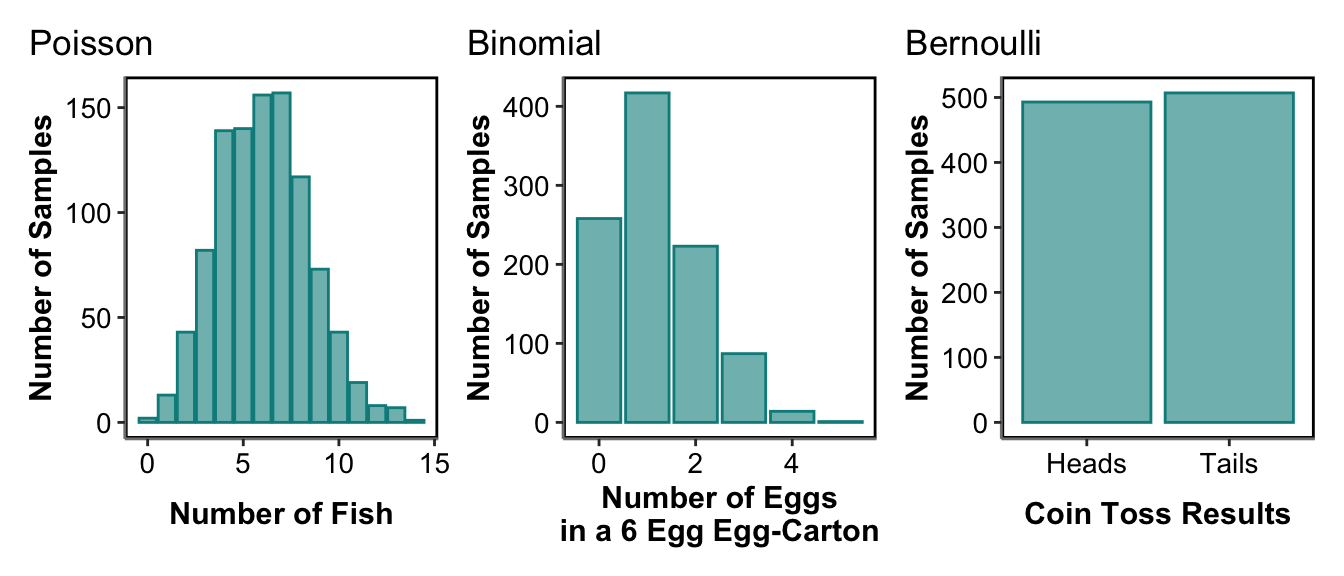 Poisson
Number of Samples
150
100
50
0
0 5 10 15
Number of Fish
Binomial
Number of Samples
400
300
200
100
0
0 2 4
Number of Eggs
in a 6 Egg Egg-Carton
Bernoulli
Number of Samples
500
400
300
200
100
0
Heads Tails
Coin Toss Results